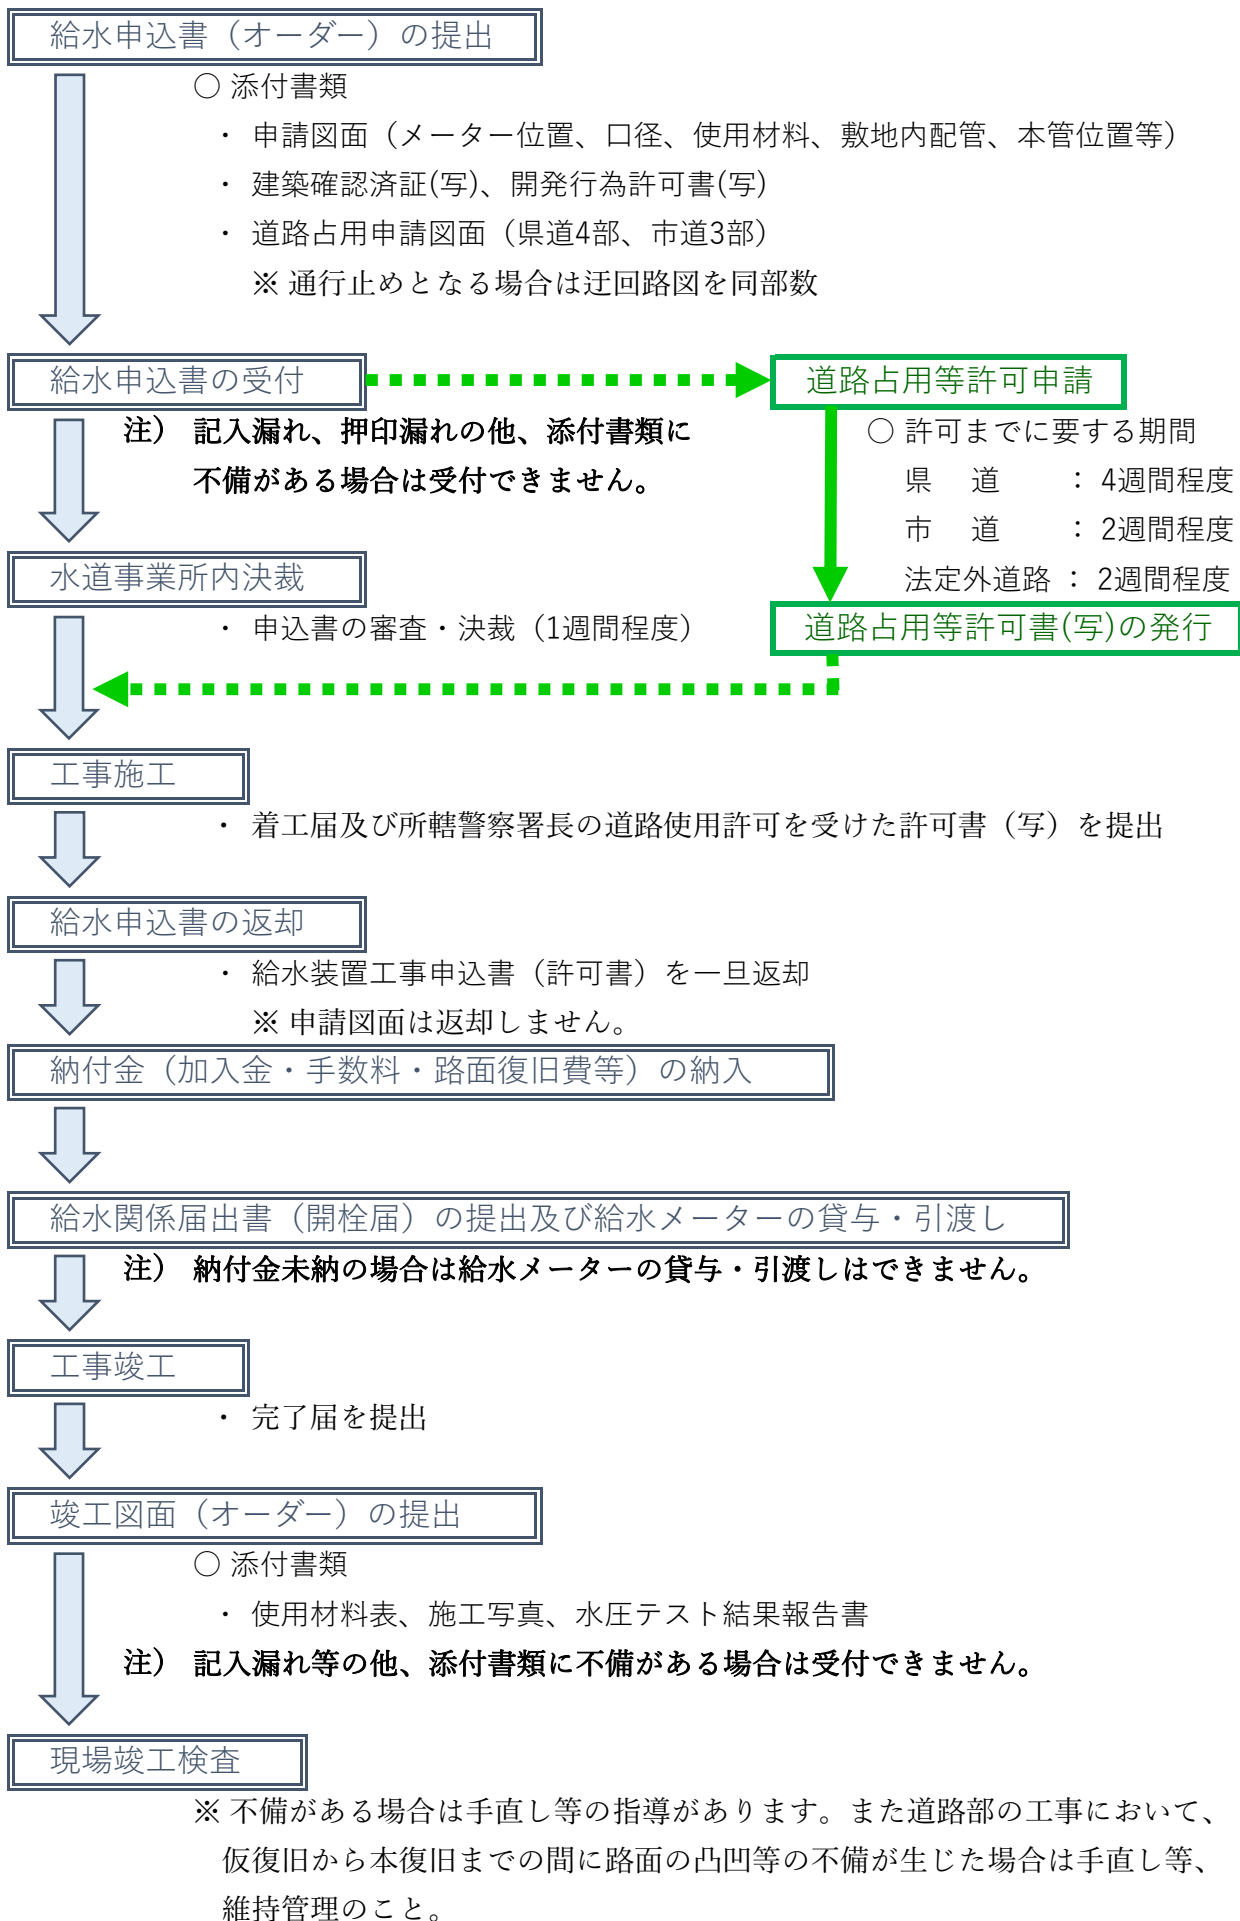 給水申込書（オーダー）の提出
○ 添付書類
・ 申請図面（メーター位置、口径、使用材料、敷地内配管、本管位置等）
・ 建築確認済証(写)、開発行為許可書(写)
・ 道路占用申請図面（県道4部、市道3部）
※ 通行止めとなる場合は迂回路図を同部数
給水申込書の受付
注） 記入漏れ、押印漏れの他、添付書類に
不備がある場合は受付できません。
道路占用等許可申請
○ 許可までに要する期間
県　道　： 4週間程度
市　道　： 2週間程度
法定外道路 ： 2週間程度
道路占用等許可書(写)の発行
水道事業所内決裁
・ 申込書の審査・決裁（1週間程度）
工事施工
・ 着工届及び所轄警察署長の道路使用許可を受けた許可書（写）を提出
給水申込書の返却
・ 給水装置工事申込書（許可書）を一旦返却
※ 申請図面は返却しません。
納付金（加入金・手数料・路面復旧費等）の納入
給水関係届出書（開栓届）の提出及び給水メーターの貸与・引渡し
注） 納付金未納の場合は給水メーターの貸与・引渡しはできません。
工事竣工
・ 完了届を提出
竣工図面（オーダー）の提出
○ 添付書類
・ 使用材料表、施工写真、水圧テスト結果報告書
注） 記入漏れ等の他、添付書類に不備がある場合は受付できません。
現場竣工検査
※ 不備がある場合は手直し等の指導があります。また道路部の工事において、
仮復旧から本復旧までの間に路面の凸凹等の不備が生じた場合は手直し等、
維持管理のこと。